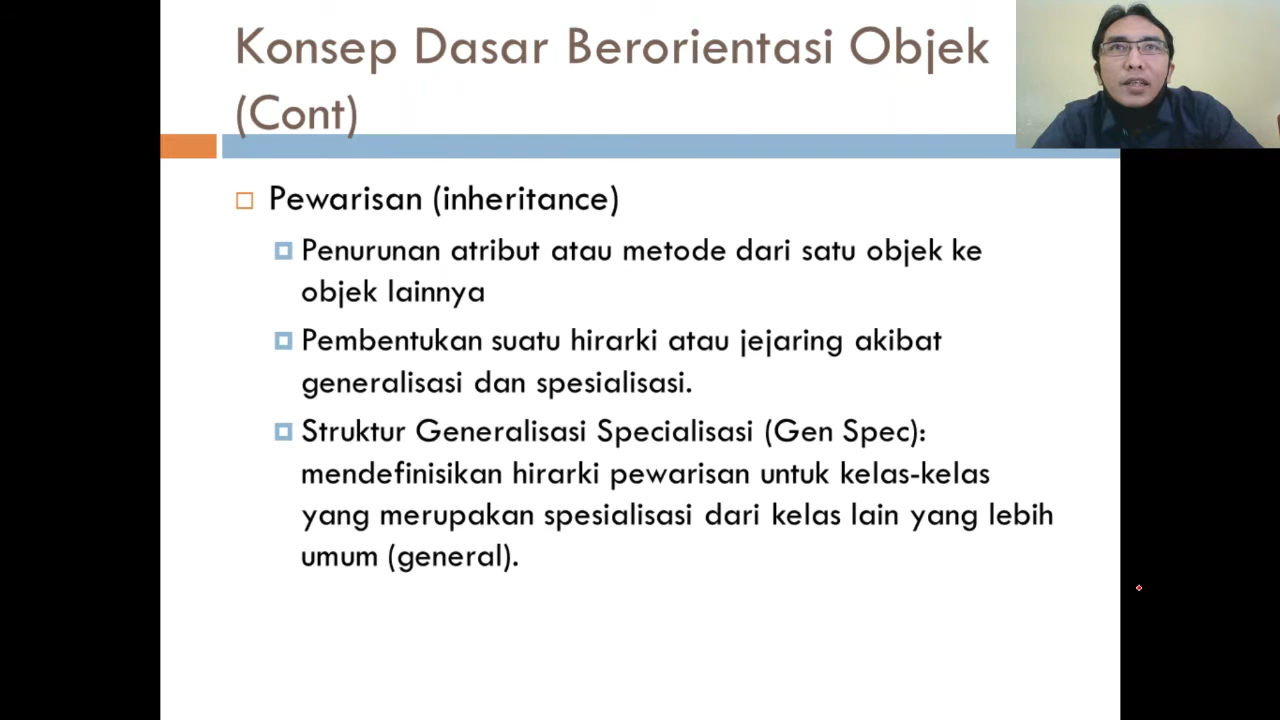 Konsep Dasar Berorientasi Objek
(Cont)
Pewarisan (inheritance)
Penurunan atribut atau metode dari satu objek ke
objek lainnya
Pembentukan suatu hirarki atau jejaring akibat
generalisasi dan spesialisasi.
Struktur Generalisasi Specialisasi (Gen Spec):
mendefinisikan hirarki pewarisan untuk kelas-kelas
yang merupakan spesialisasi dari kelas lain yang lebih
umum (general).